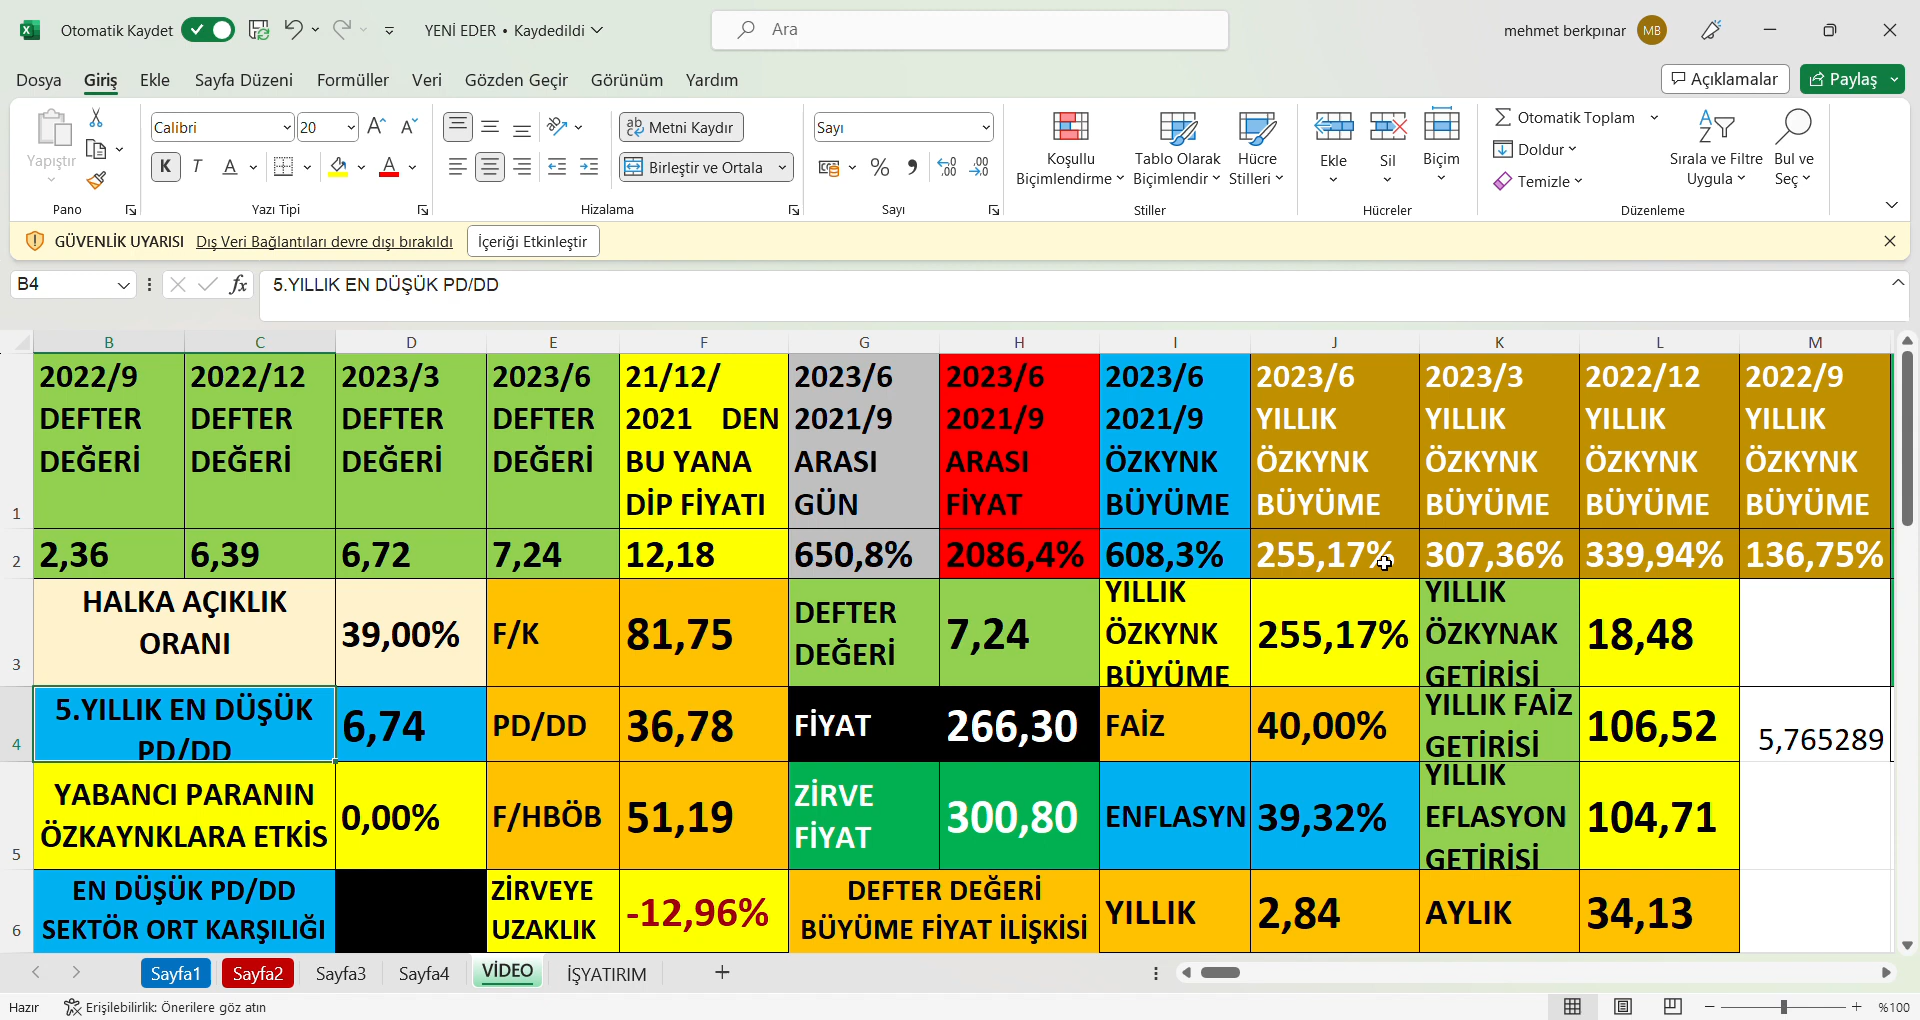 Otomatik Kaydet
YENİ EDER • Kaydedildi
Ara
mehmet berkpınar MB
Dosya Giriş Ekle Sayfa Düzeni Formüller Veri Gözden Geçir Görünüm Yardım
Açıklamalar Paylaş
Calibri 20
Metni Kaydır
Sayı
Otomatik Toplam
Yapıştır
K T A
Birleştir ve Ortala
Koşullu Biçimlendirme
Tablo Olarak Biçimlendir
Hücre Stilleri
Ekle Sil Biçim
Doldur
Temizle
Sırala ve Filtre Uygula
Bul ve Seç
Pano Yazı Tipi Hizalama Sayı Stiller Hücreler Düzenleme
GÜVENLİK UYARISI Dış Veri Bağlantıları devre dışı bırakıldı İçeriği Etkinleştir
B4 fx 5.YILLIK EN DÜŞÜK PD/DD
B C D E F G H I J K L M
1
2022/9 DEFTER DEĞERİ
2022/12 DEFTER DEĞERİ
2023/3 DEFTER DEĞERİ
2023/6 DEFTER DEĞERİ
21/12/ 2021 DEN BU YANA DİP FİYATI
2023/6 2021/9 ARASI GÜN
2023/6 2021/9 ARASI FİYAT
2023/6 2021/9 ÖZKYNK BÜYÜME
2023/6 YILLIK ÖZKYNK BÜYÜME
2023/3 YILLIK ÖZKYNK BÜYÜME
2022/12 YILLIK ÖZKYNK BÜYÜME
2022/9 YILLIK ÖZKYNK BÜYÜME
2 2,36 6,39 6,72 7,24 12,18 650,8% 2086,4% 608,3% 255,17% 307,36% 339,94% 136,75%
3 HALKA AÇIKLIK ORANI 39,00% F/K 81,75 DEFTER DEĞERİ 7,24 YILLIK ÖZKYNK BÜYÜME 255,17% YILLIK ÖZKYNAK GETİRİSİ 18,48
4 5.YILLIK EN DÜŞÜK PD/DD 6,74 PD/DD 36,78 FİYAT 266,30 FAİZ 40,00% YILLIK FAİZ GETİRİSİ 106,52 5,765289
5 YABANCI PARANIN ÖZKAYNKLARA ETKİS 0,00% F/HBÖB 51,19 ZİRVE FİYAT 300,80 ENFLASYN 39,32% YILLIK EFLASYON GETİRİSİ 104,71
6 EN DÜŞÜK PD/DD SEKTÖR ORT KARŞILIĞI ZİRVEYE UZAKLIK -12,96% DEFTER DEĞERİ BÜYÜME FİYAT İLİŞKİSİ YILLIK 2,84 AYLIK 34,13
Sayfa1 Sayfa2 Sayfa3 Sayfa4 VİDEO İŞYATIRIM
Hazır Erişilebilirlik: Önerilere göz atın %100